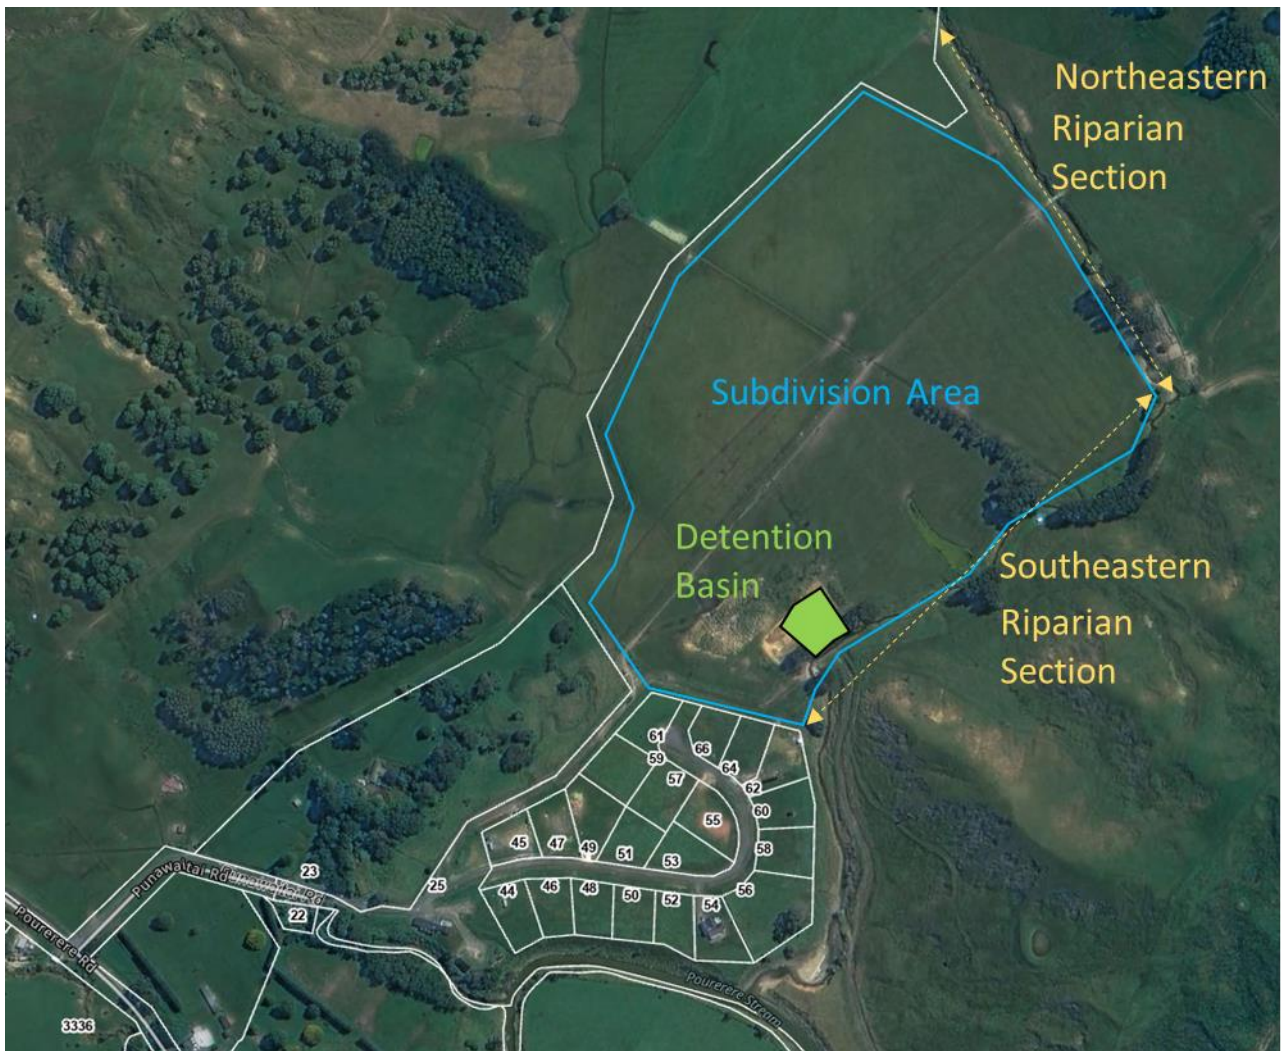 Northeastern
Riparian
Section
Subdivision Area
Detention
Basin
Southeastern
Riparian
Section
61
66
59
64
57
62
60
55
45
47
49
58
51
53
23
25
44
46
48
50
52
56
54
22
Punawaitai Rd
Pourerere Rd
Pourerere Stream
3336